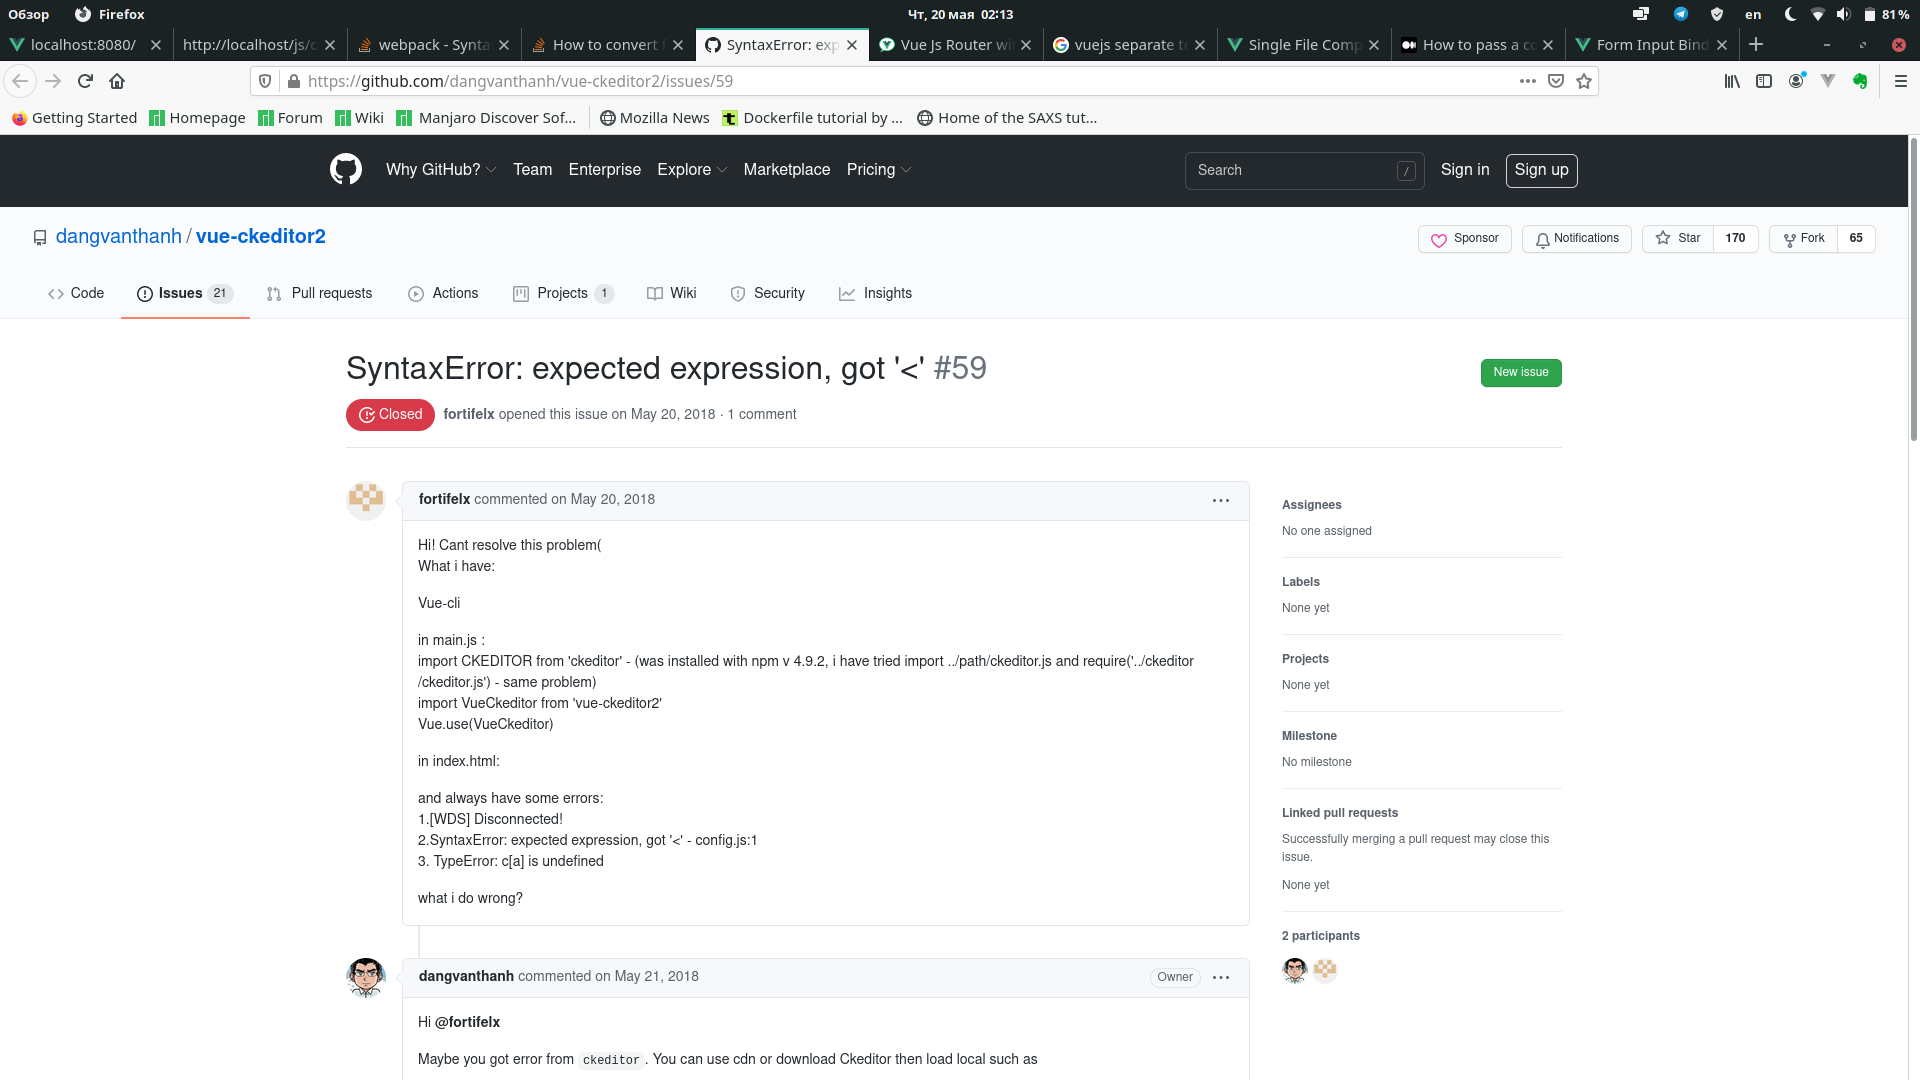 Обзор Firefox Чт, 20 мая 02:13 en 81%
localhost:8080/ http://localhost/js/c webpack - Synta How to convert f SyntaxError: exp Vue Js Router wi vuejs separate te Single File Comp How to pass a co Form Input Bind
https://github.com/dangvanthanh/vue-ckeditor2/issues/59
Getting Started Homepage Forum Wiki Manjaro Discover Sof... Mozilla News Dockerfile tutorial by ... Home of the SAXS tut...
Why GitHub? Team Enterprise Explore Marketplace Pricing Search / Sign in Sign up
dangvanthanh / vue-ckeditor2 Sponsor Notifications Star 170 Fork 65
Code Issues 21 Pull requests Actions Projects 1 Wiki Security Insights
SyntaxError: expected expression, got '<' #59 New issue
Closed fortifelx opened this issue on May 20, 2018 · 1 comment
fortifelx commented on May 20, 2018
Hi! Cant resolve this problem(
What i have:
Vue-cli
in main.js :
import CKEDITOR from 'ckeditor' - (was installed with npm v 4.9.2, i have tried import ../path/ckeditor.js and require('../ckeditor
/ckeditor.js') - same problem)
import VueCkeditor from 'vue-ckeditor2'
Vue.use(VueCkeditor)
in index.html:
and always have some errors:
1.[WDS] Disconnected!
2.SyntaxError: expected expression, got '<' - config.js:1
3. TypeError: c[a] is undefined
what i do wrong?
dangvanthanh commented on May 21, 2018 Owner
Hi @fortifelx
Maybe you got error from ckeditor . You can use cdn or download Ckeditor then load local such as
Assignees
No one assigned
Labels
None yet
Projects
None yet
Milestone
No milestone
Linked pull requests
Successfully merging a pull request may close this
issue.
None yet
2 participants